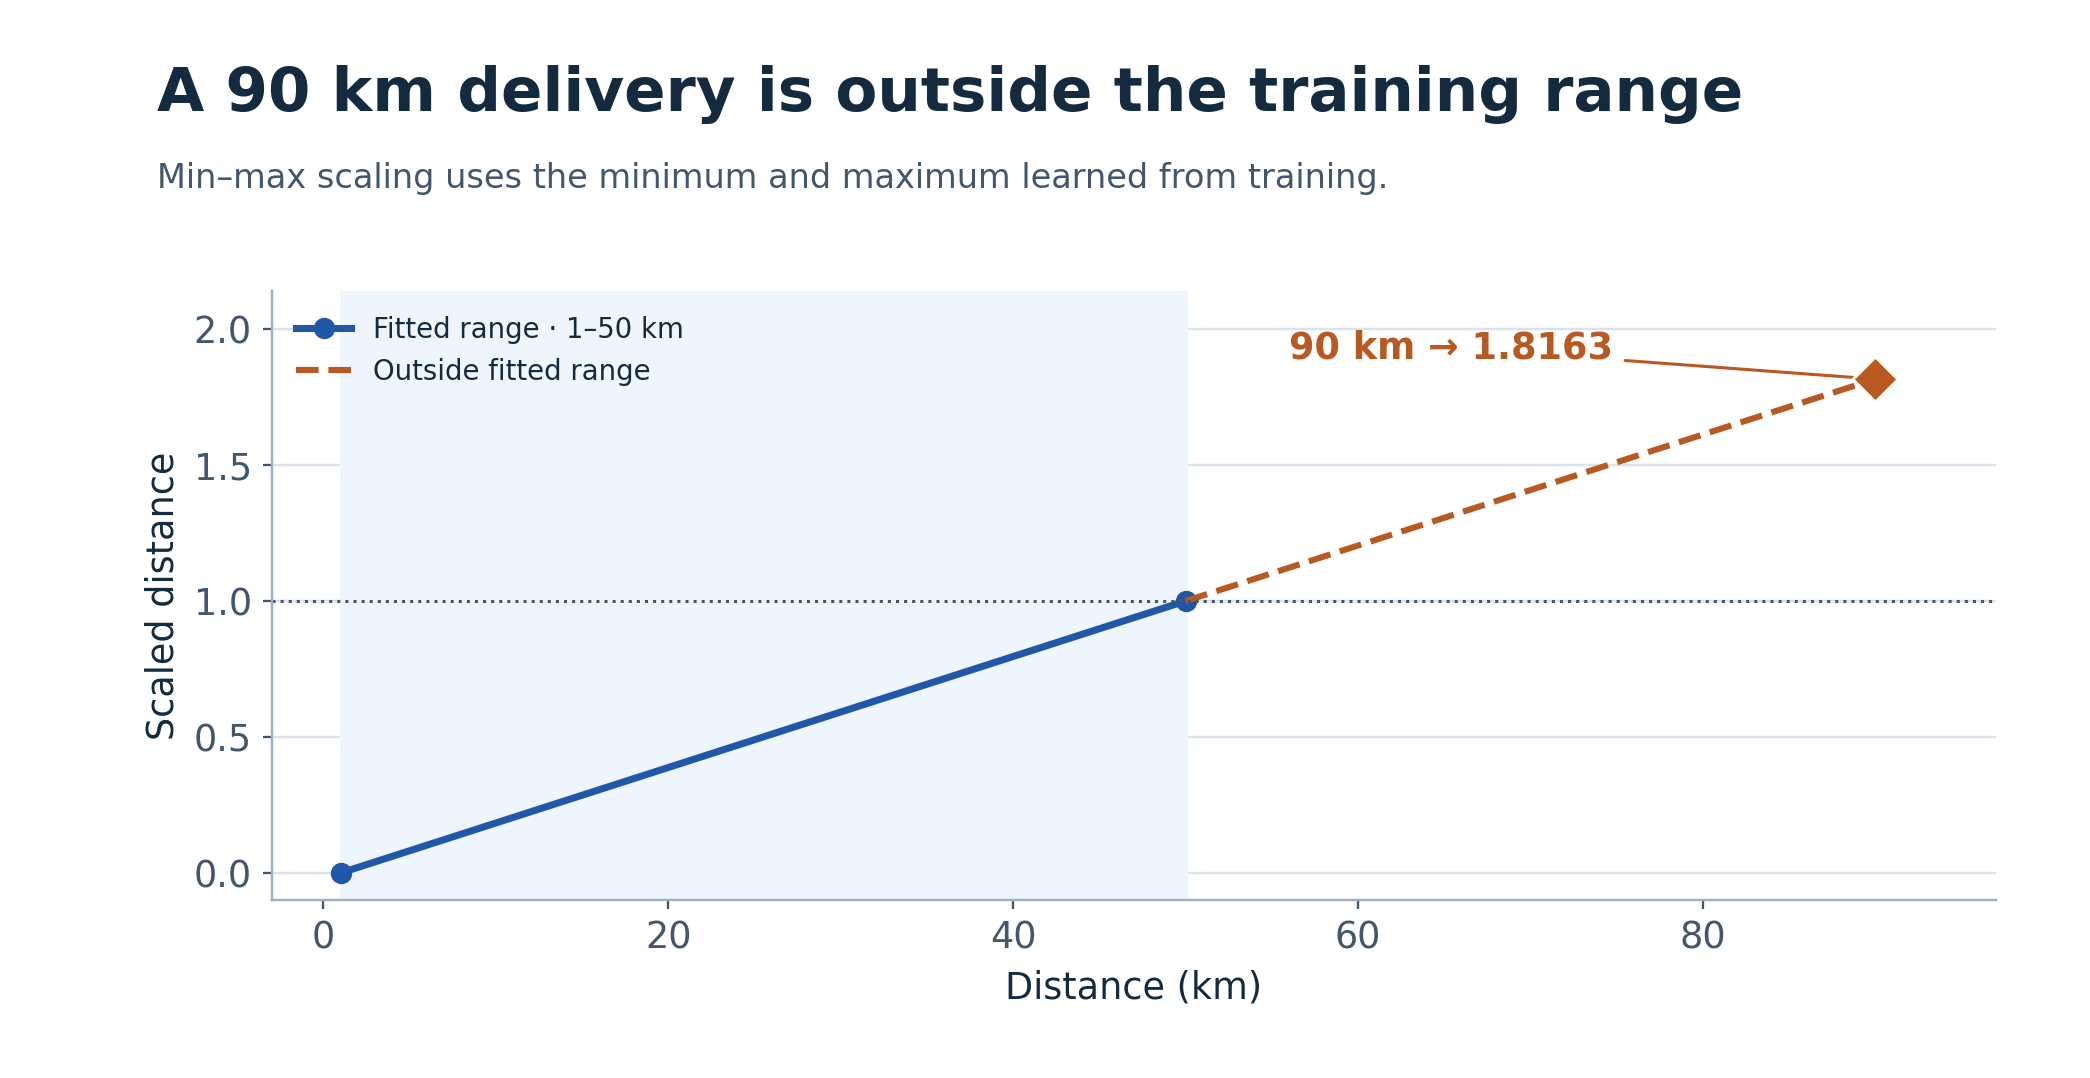 A 90 km delivery is outside the training range
Min–max scaling uses the minimum and maximum learned from training.
Fitted range · 1–50 km
Outside fitted range
90 km → 1.8163
Scaled distance
2.0
1.5
1.0
0.5
0.0
0 20 40 60 80
Distance (km)